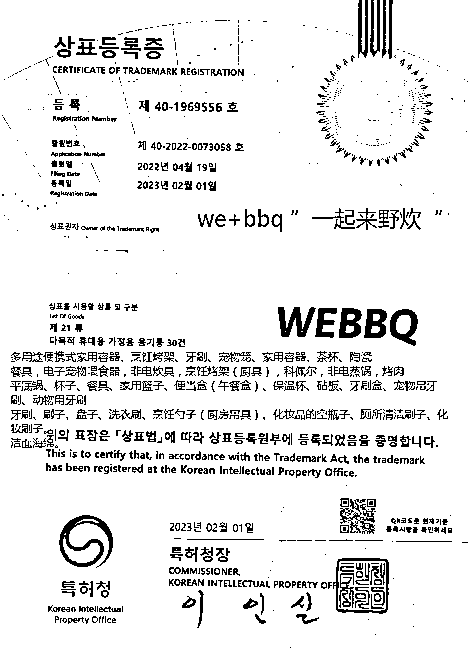 상표등록증
CERTIFICATE OF TRADEMARK REGISTRATION
등록
Registration Number
제 40-1969556 호
출원번호
Application Number
제 40-2022-0073058 호
출원일
Filing Date
2022년 04월 19일
등록일
Registration Date
2023년 02월 01일
상표권자 Owner of the Trademark Right
we+bbq ” 一起来野炊 “
상표를 사용할 상품 및 구분
List Of Goods
제 21 류
다목적 휴대용 가정용 용기등 30건
WEBBQ
多用途便携式家用容器、烹饪烤架、牙刷、宠物笼、家用容器、茶杯、陶瓷
餐具，电子宠物喂食器，非电炊具，烹饪烤架（厨具），科佩尔，非电蒸锅，烤肉
平底锅、杯子、餐具、家用篮子、便当盒（午餐盒）、保温杯、砧板、牙刷盒、宠物用牙
刷、动物用牙刷
牙刷、刷子、盘子、洗衣刷、烹饪勺子（厨房用具）、化妆品的空瓶子、厕所清洁刷子、化
妆刷子、
洁血海绵
위의 표장은 「상표법」에 따라 상표등록원부에 등록되었음을 증명합니다.
This is to certify that, in accordance with the Trademark Act, the trademark
has been registered at the Korean Intellectual Property Office.
2023년 02월 01일
QR코드로 현재기준
등록사항을 확인하세요
특허청
Korean Intellectual
Property Office
특허청장
COMMISSIONER,
KOREAN INTELLECTUAL PROPERTY OFFICE
이 인 실